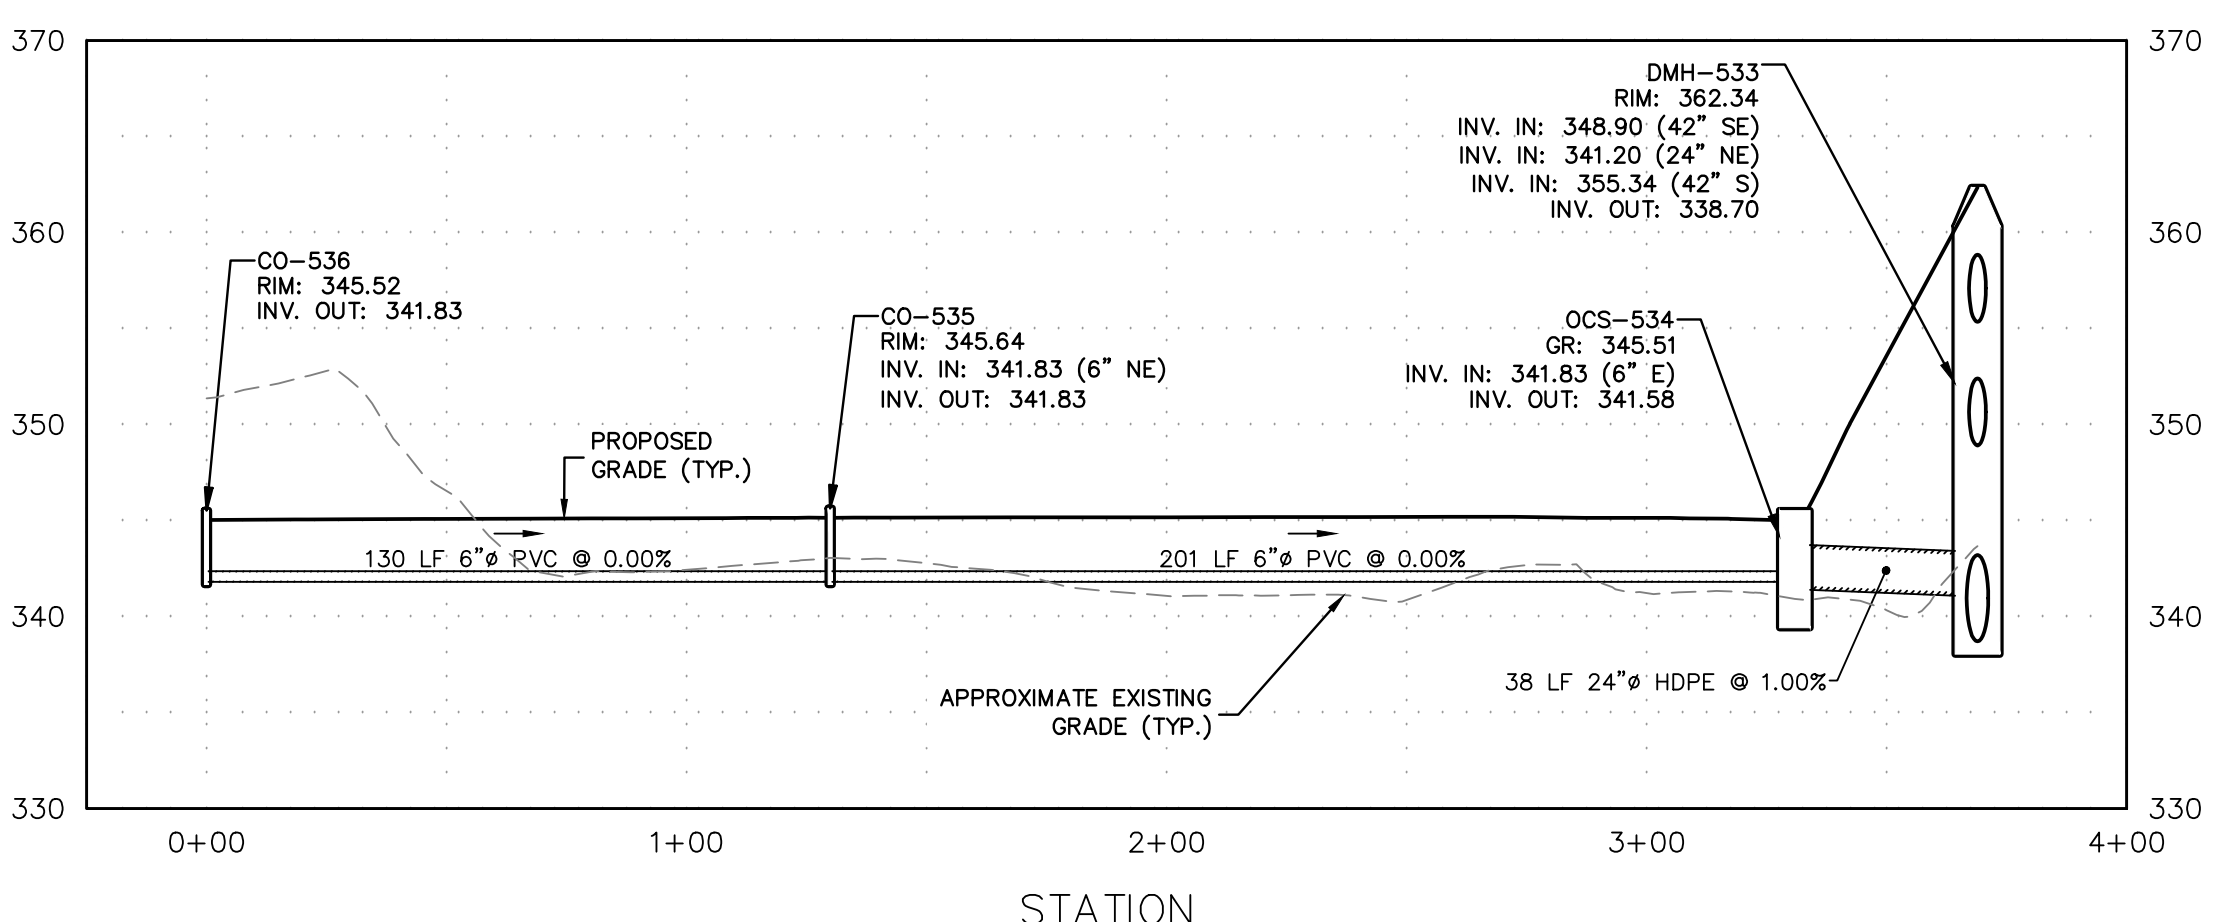 370
370
DMH-533
RIM: 362.34
INV. IN: 348.90 (42" SE)
INV. IN: 341.20 (24" NE)
INV. IN: 355.34 (42" S)
INV. OUT: 338.70
360
360
CO-536
RIM: 345.52
INV. OUT: 341.83
CO-535
RIM: 345.64
INV. IN: 341.83 (6" NE)
INV. OUT: 341.83
OCS-534
GR: 345.51
INV. IN: 341.83 (6" E)
INV. OUT: 341.58
350
350
PROPOSED
GRADE (TYP.)
130 LF 6"ø PVC @ 0.00%
201 LF 6"ø PVC @ 0.00%
340
340
38 LF 24"ø HDPE @ 1.00%
APPROXIMATE EXISTING
GRADE (TYP.)
330
330
0+00
1+00
2+00
3+00
4+00
STATION